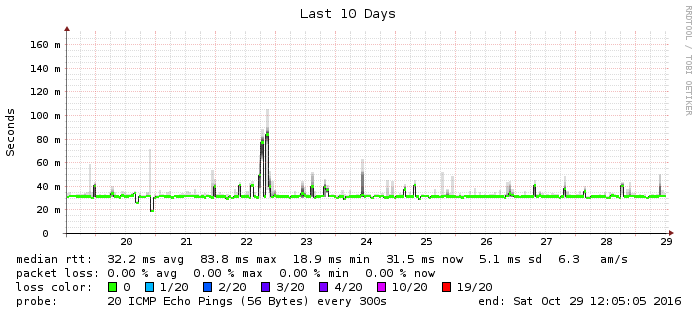 Last 10 Days
RRDTOOL / TOBI OETIKER
Seconds
160 m
140 m
120 m
100 m
80 m
60 m
40 m
20 m
0
20 21 22 23 24 25 26 27 28 29
median rtt: 32.2 ms avg 83.8 ms max 18.9 ms min 31.5 ms now 5.1 ms sd 6.3 am/s
packet loss: 0.00 % avg 0.00 % max 0.00 % min 0.00 % now
loss color: 0 1/20 2/20 3/20 4/20 10/20 19/20
probe: 20 ICMP Echo Pings (56 Bytes) every 300s end: Sat Oct 29 12:05:05 2016